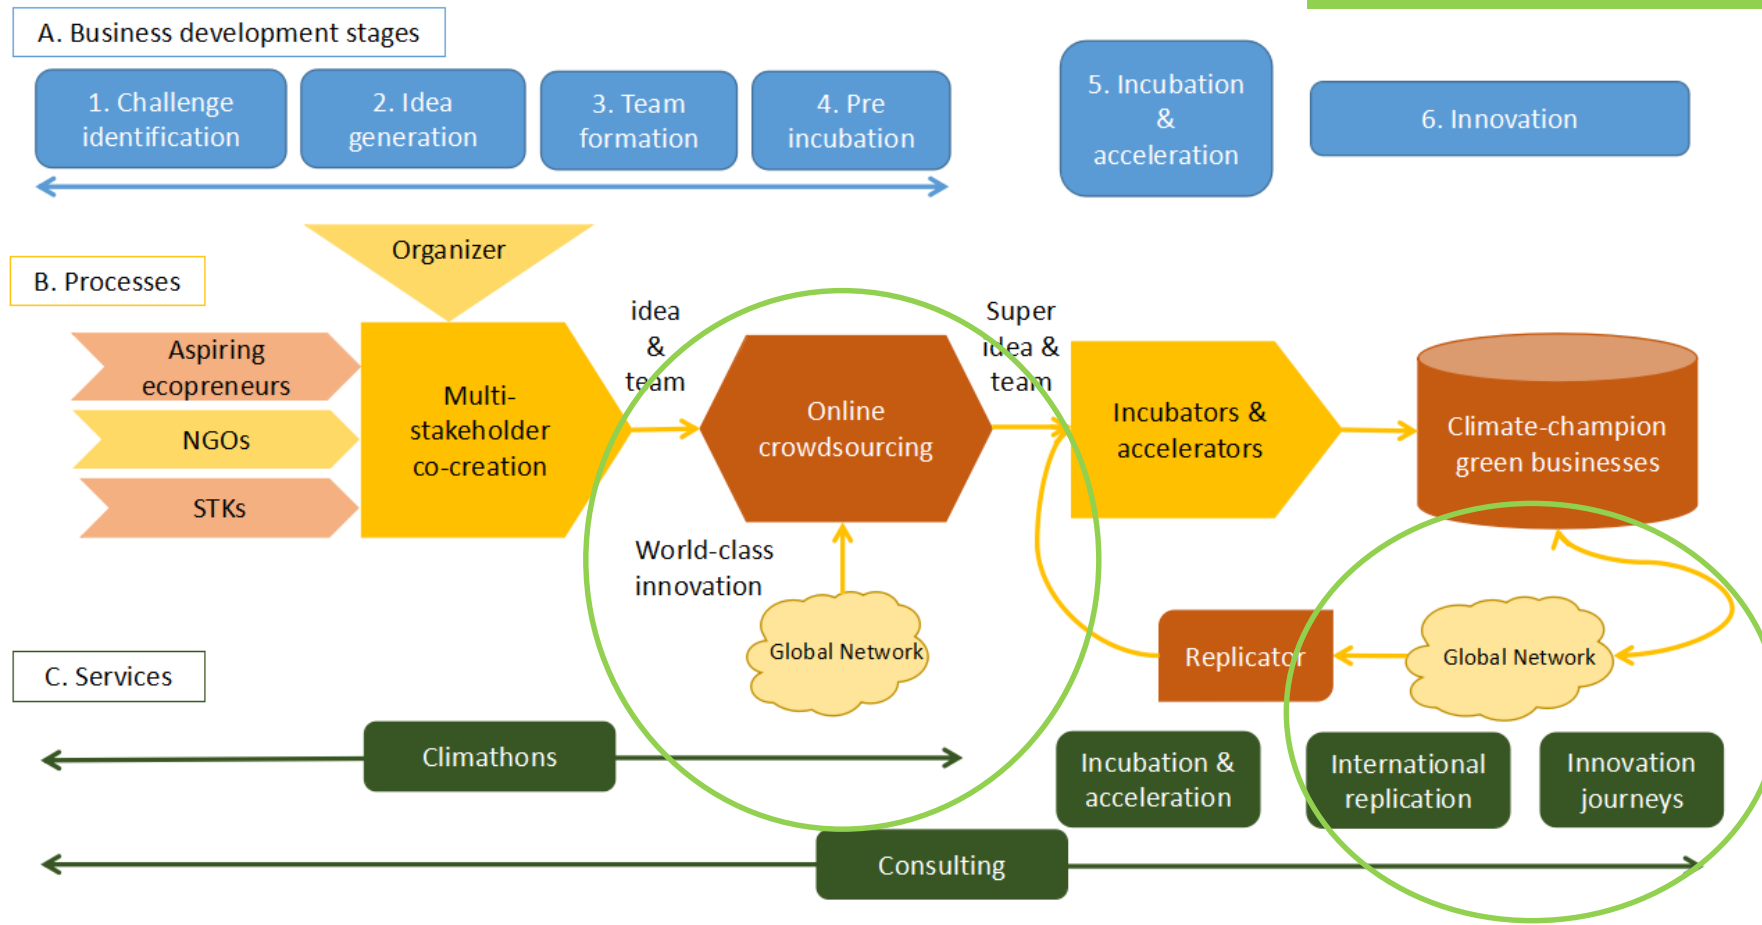 A. Business development stages
1. Challenge
identification
2. Idea
generation
3. Team
formation
4. Pre
incubation
5. Incubation
&
acceleration
6. Innovation
B. Processes
Organizer
Aspiring
ecopreneurs
NGOs
STKs
Multi-
stakeholder
co-creation
idea
&
team
Online
crowdsourcing
Super
idea &
team
Incubators &
accelerators
Climate-champion
green businesses
World-class
innovation
Global Network
Replicator
Global Network
C. Services
Climathons
Incubation &
acceleration
International
replication
Innovation
journeys
Consulting